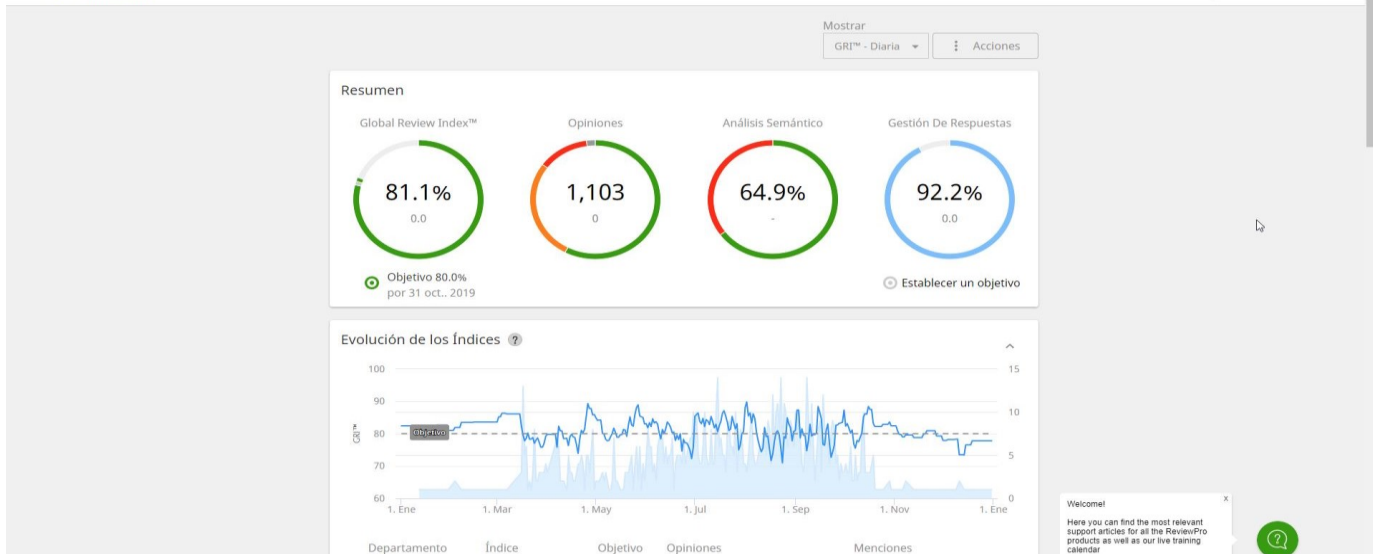 Mostrar
GRI™ - Diaria
Acciones
Resumen
Global Review Index™
Opiniones
Análisis Semántico
Gestión De Respuestas
81.1%
1,103
64.9%
92.2%
0.0
0
-
0.0
Objetivo 80.0%
por 31 oct.. 2019
Establecer un objetivo
Evolución de los Índices ?
100
15
90
10
80
Objetivo
GRI™
70
5
60
0
1. Ene
1. Mar
1. May
1. Jul
1. Sep
1. Nov
1. Ene
Departamento
Índice
Objetivo
Opiniones
Menciones
Welcome!
x
Here you can find the most relevant
support articles for all the ReviewPro
products as well as our live training
calendar
?